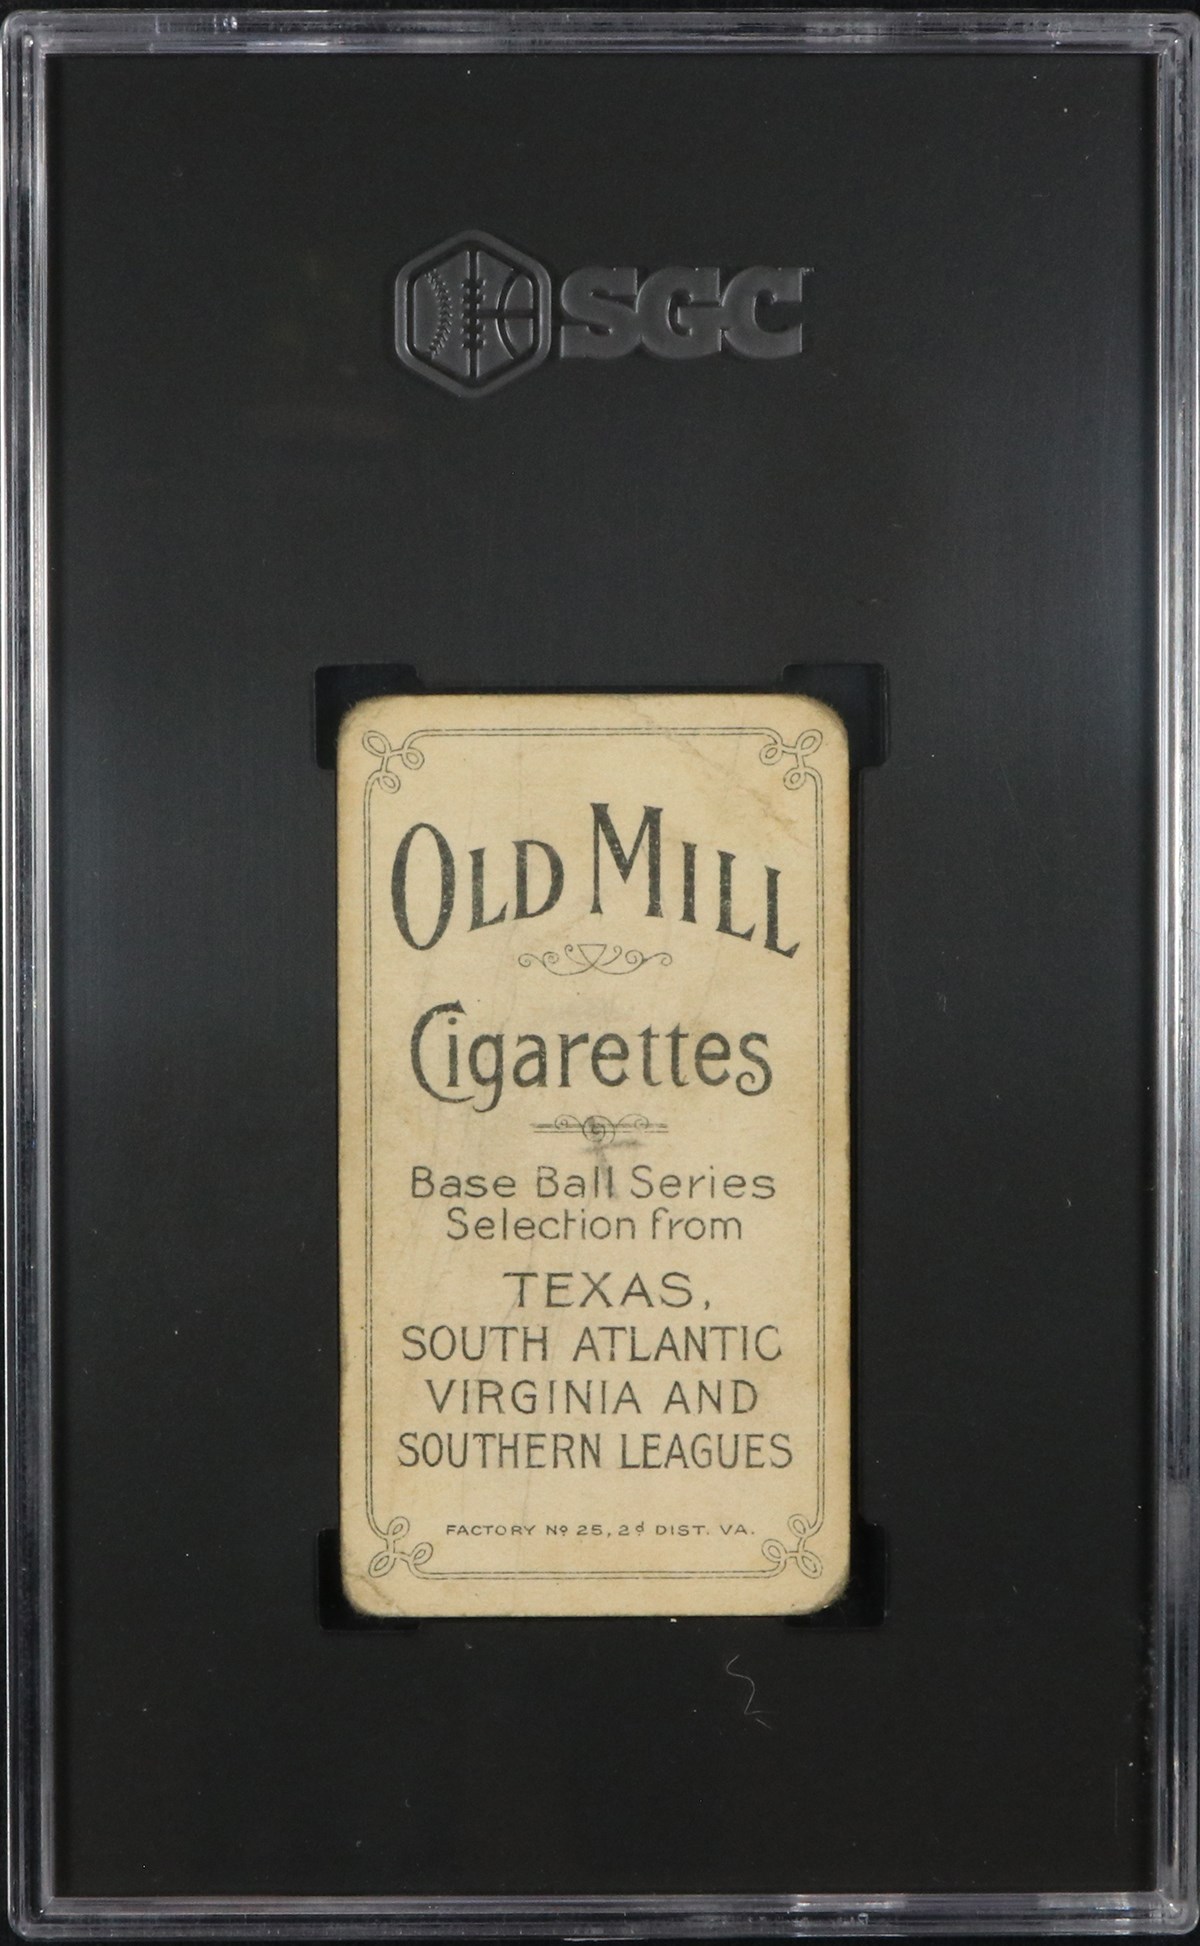 SGC
OLD MILL
Cigarettes
Base Ball Series
Selection from
TEXAS,
SOUTH ATLANTIC
VIRGINIA AND
SOUTHERN LEAGUES
FACTORY Nº 25, 2d DIST. VA.